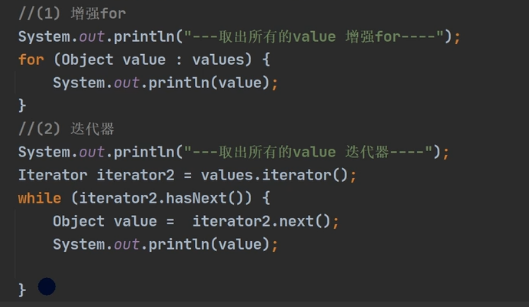 //(1) 增强for
System.out.println("---取出所有的value 增强for----");
for (Object value : values) {
    System.out.println(value);
}
//(2) 迭代器
System.out.println("---取出所有的value 迭代器----");
Iterator iterator2 = values.iterator();
while (iterator2.hasNext()) {
    Object value =  iterator2.next();
    System.out.println(value);

}